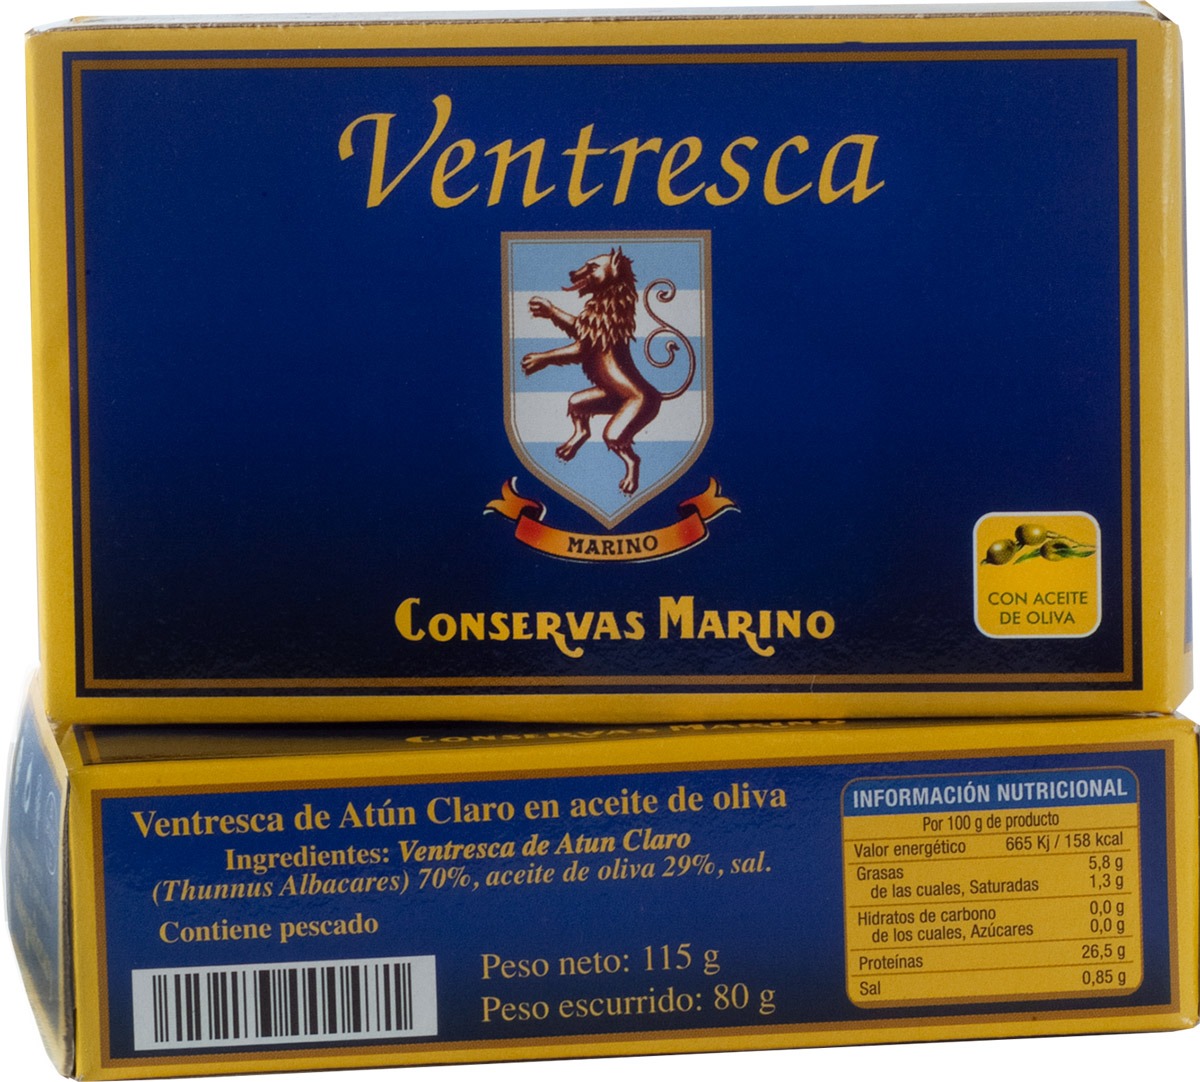 Ventresca
MARINO
CONSERVAS MARINO
CON ACEITE
DE OLIVA
CONSERVAS MARINO
Ventresca de Atún Claro en aceite de oliva
Ingredientes: Ventresca de Atun Claro
(Thunnus Albacares) 70%, aceite de oliva 29%, sal.
Contiene pescado
Peso neto: 115 g
Peso escurrido: 80 g
INFORMACIÓN NUTRICIONAL
Por 100 g de producto
Valor energético 665 Kj / 158 kcal
Grasas 5,8 g
de las cuales, Saturadas 1,3 g
Hidratos de carbono 0,0 g
de los cuales, Azúcares 0,0 g
Proteínas 26,5 g
Sal 0,85 g